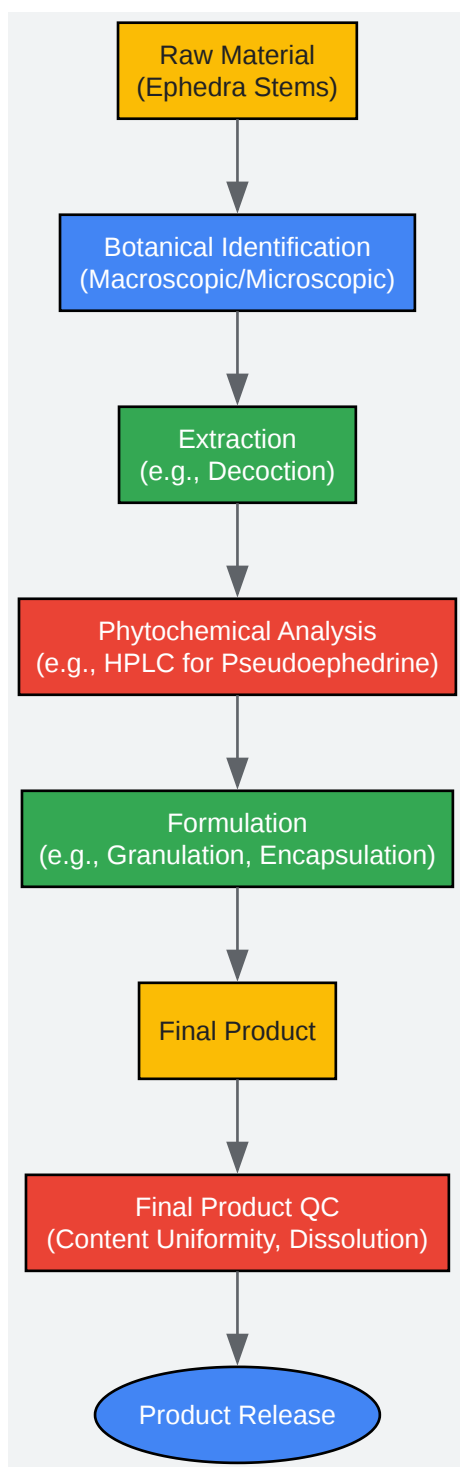 Raw Material
(Ephedra Stems)
Botanical Identification
(Macroscopic/Microscopic)
Extraction
(e.g., Decoction)
Phytochemical Analysis
(e.g., HPLC for Pseudoephedrine)
Formulation
(e.g., Granulation, Encapsulation)
Final Product
Final Product QC
(Content Uniformity, Dissolution)
Product Release